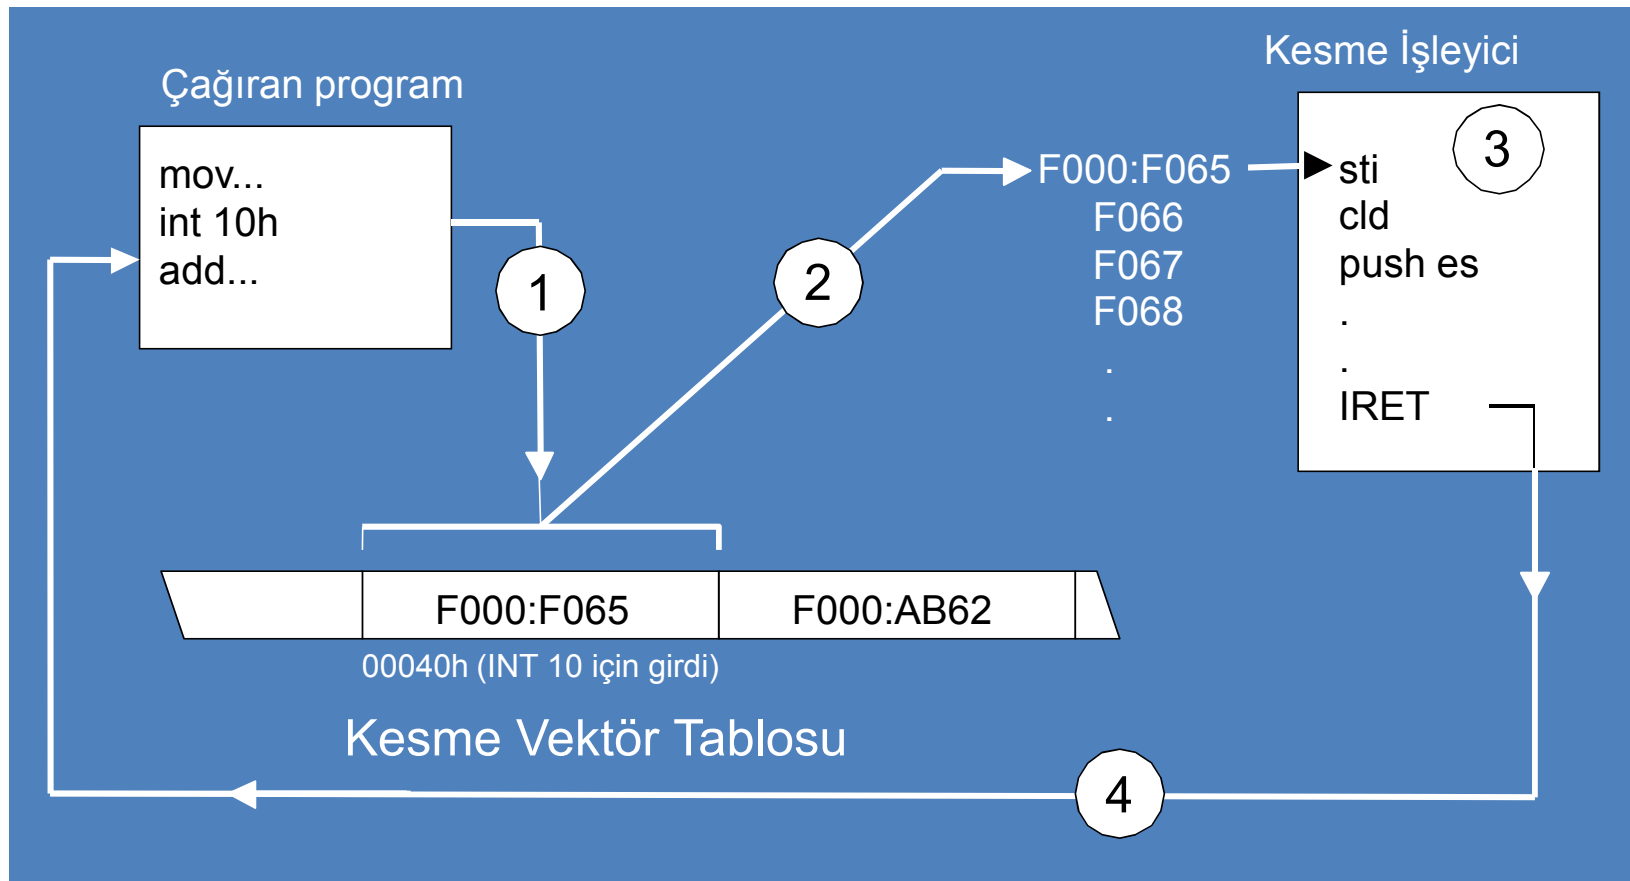 Kesme İşleyici
Çağıran program
mov...
int 10h
add...
1
2
F000:F065
F066
F067
F068
.
.
3
sti
cld
push es
.
.
IRET
F000:F065
F000:AB62
00040h (INT 10 için girdi)
Kesme Vektör Tablosu
4